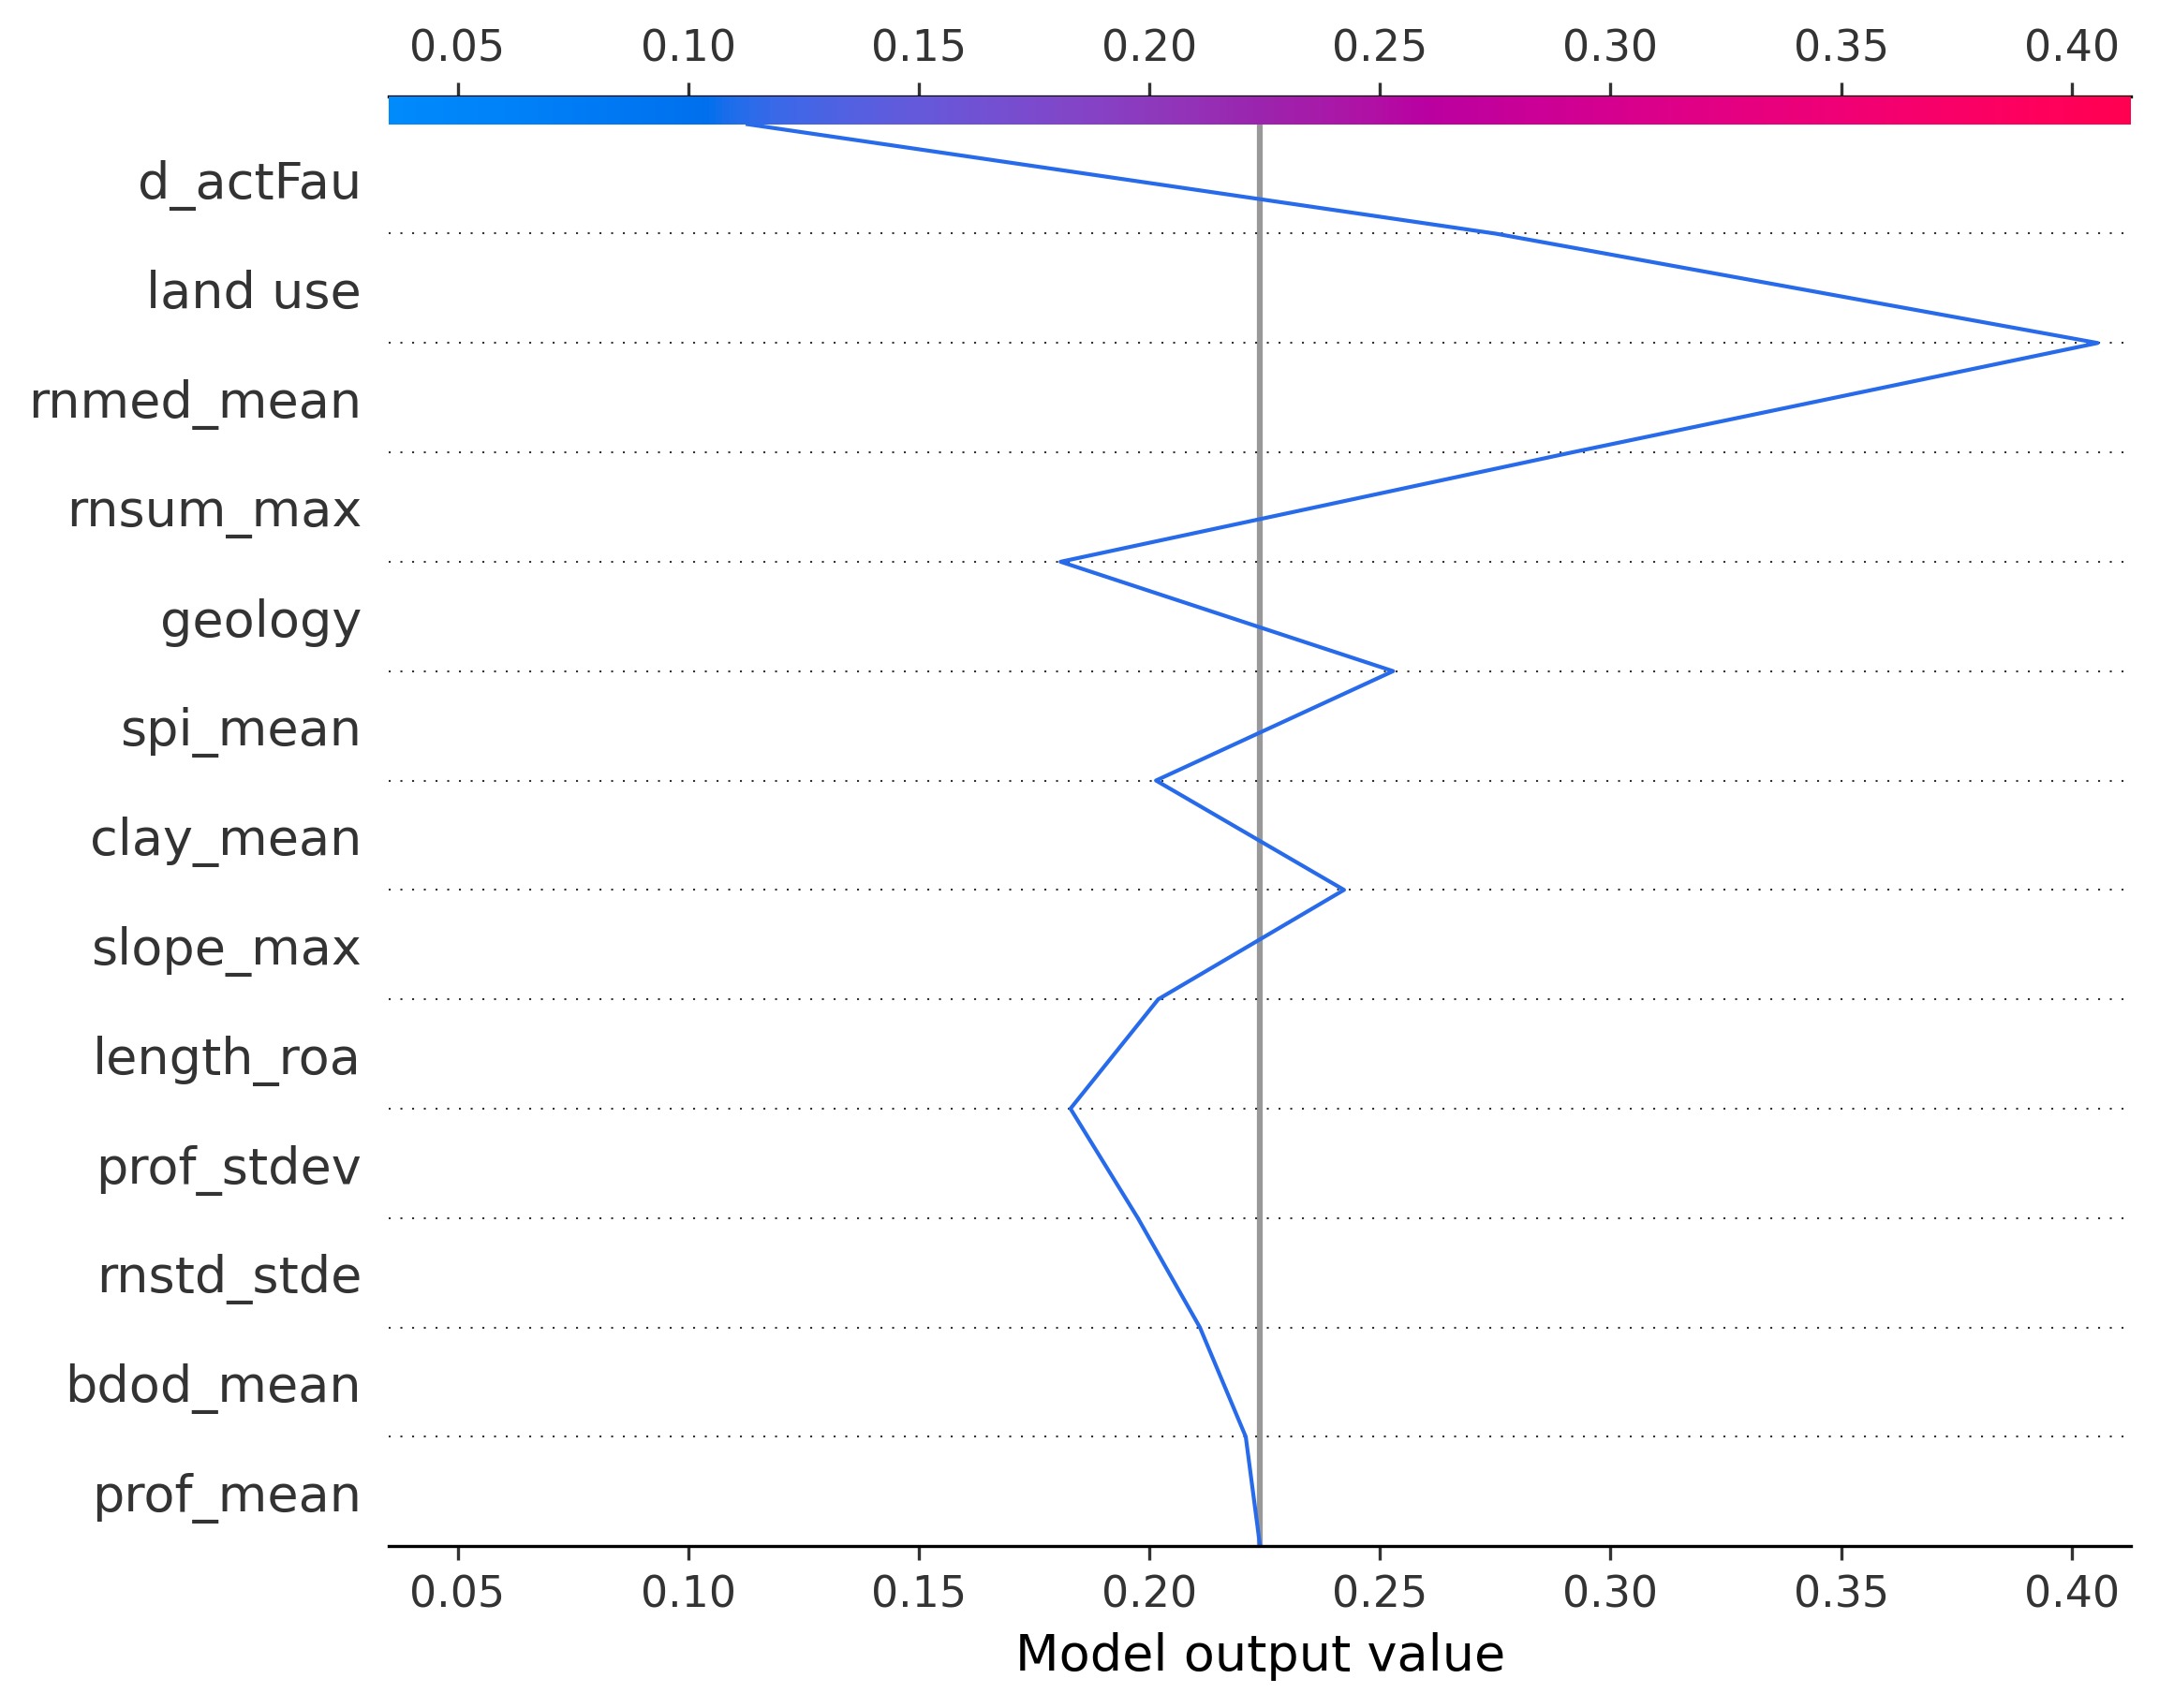 0.05 0.10 0.15 0.20 0.25 0.30 0.35 0.40
d_actFau
land use
rnmed_mean
rnsum_max
geology
spi_mean
clay_mean
slope_max
length_roa
prof_stdev
rnstd_stde
bdod_mean
prof_mean
0.05 0.10 0.15 0.20 0.25 0.30 0.35 0.40
Model output value